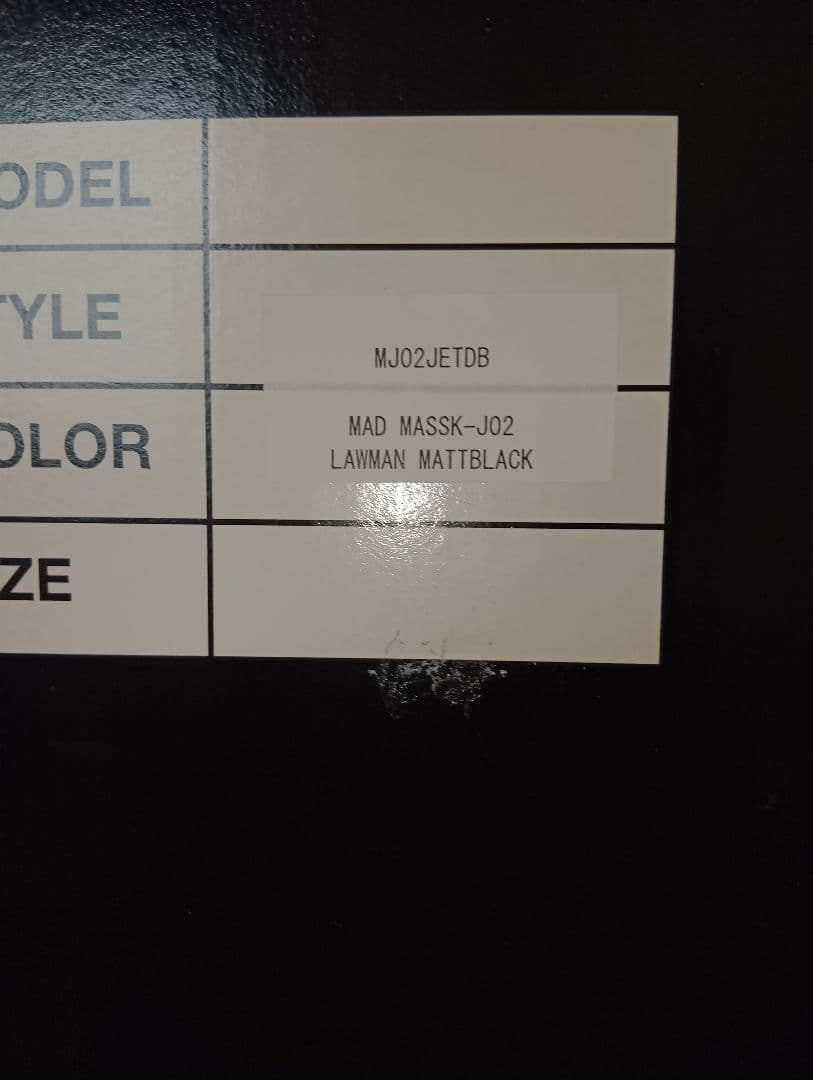 ODEL
TYLE
MJ02JETDB
OLOR
MAD MASSK-J02
LAWMAN MATTBLACK
ZE